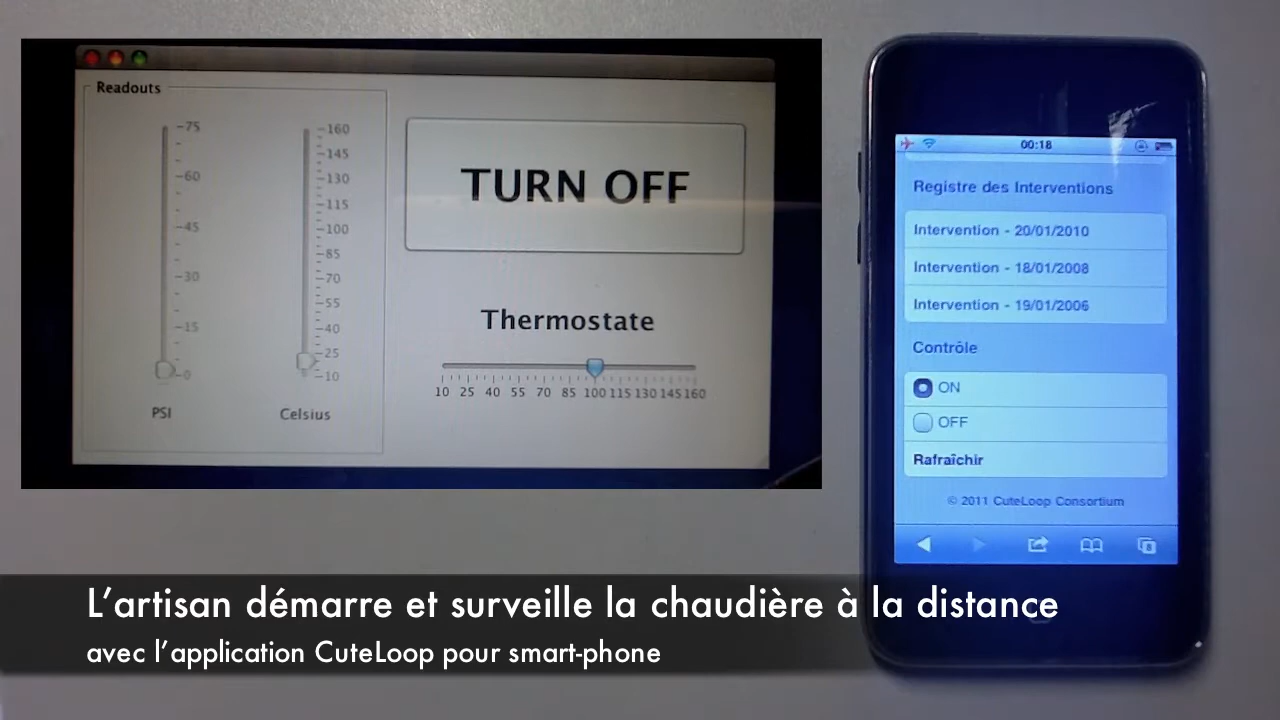 Readouts
75
60
45
30
15
0
PSI
160
145
130
115
100
85
70
55
40
25
10
Celsius
TURN OFF
Thermostate
10 25 40 55 70 85 100 115 130 145 160
00:18
Registre des Interventions
Intervention - 20/01/2010
Intervention - 18/01/2008
Intervention - 19/01/2006
Contrôle
ON
OFF
Rafraîchir
© 2011 CuteLoop Consortium
L’artisan démarre et surveille la chaudière à la distance
avec l’application CuteLoop pour smart-phone